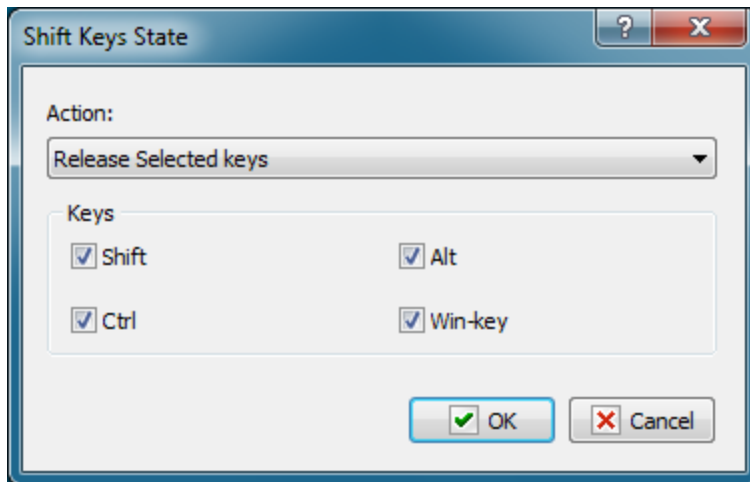 Shift Keys State
?
Action:
Release Selected keys
Keys
Shift
Alt
Ctrl
Win-key
OK
Cancel